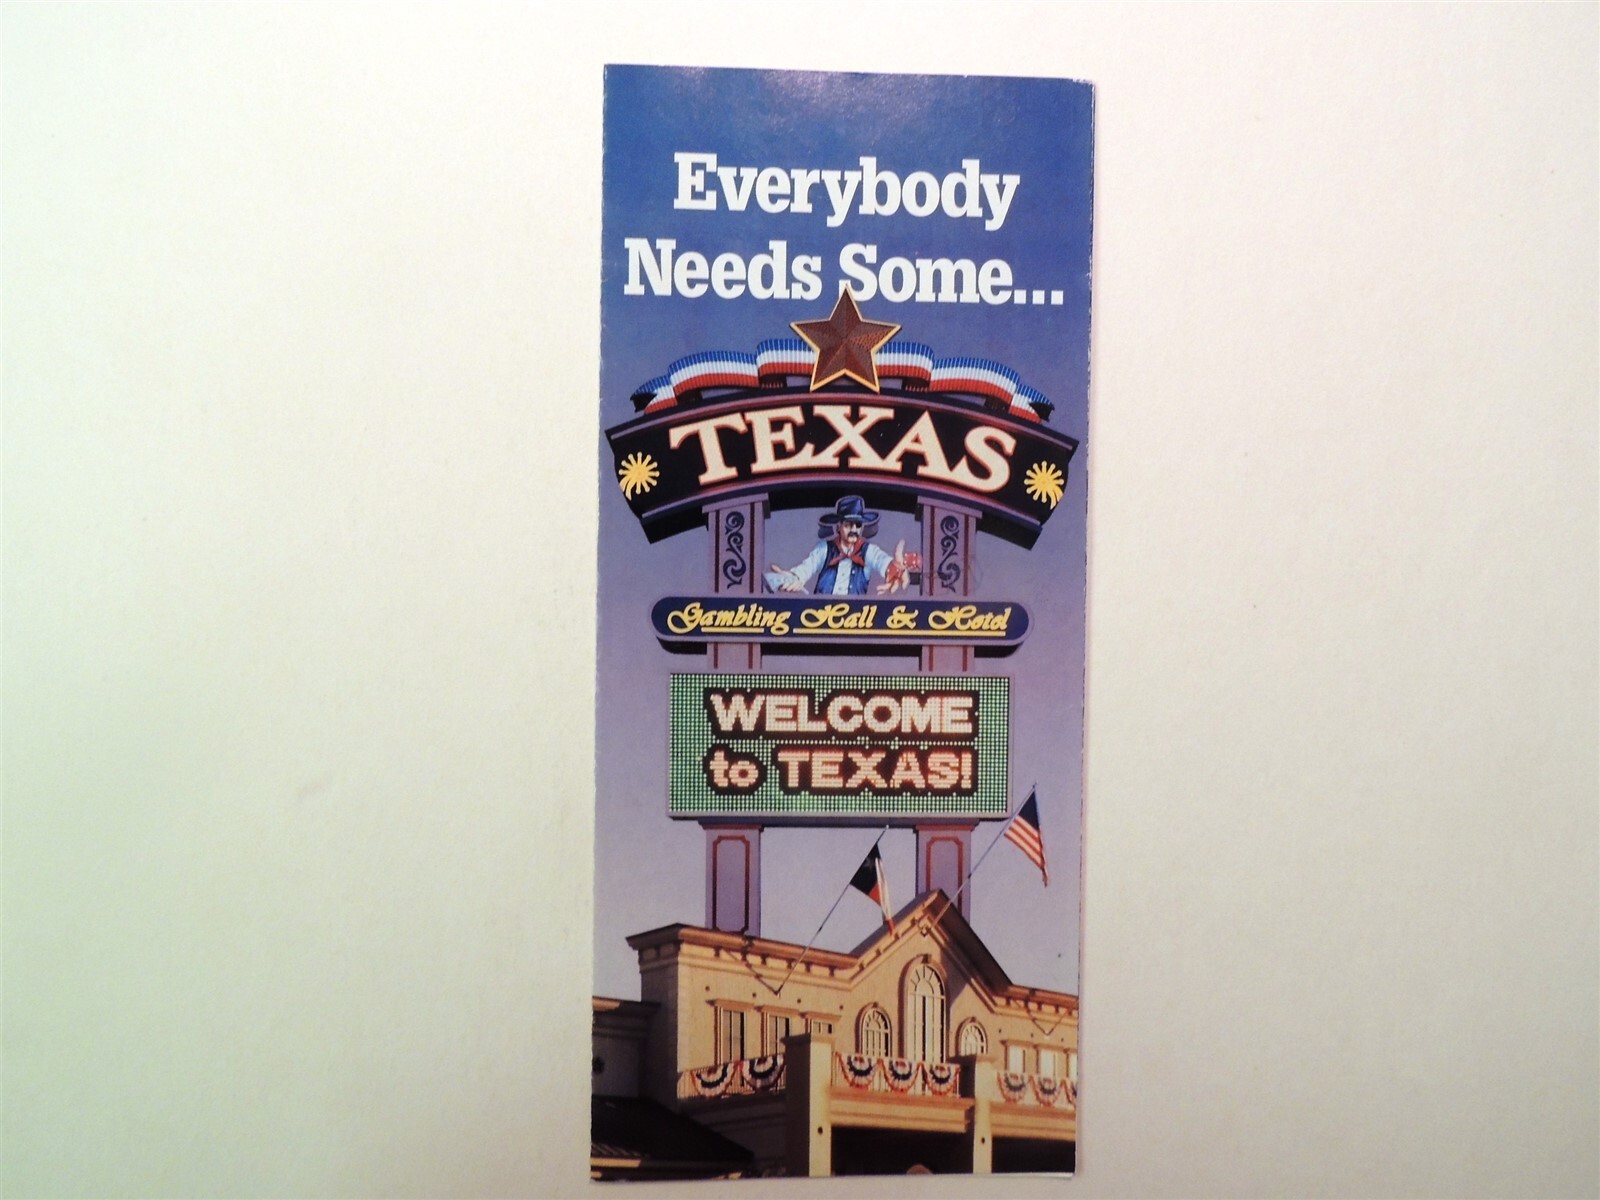 Everybody
Needs Some...
TEXAS
Gambling Hall & Hotel
WELCOME
to TEXAS!